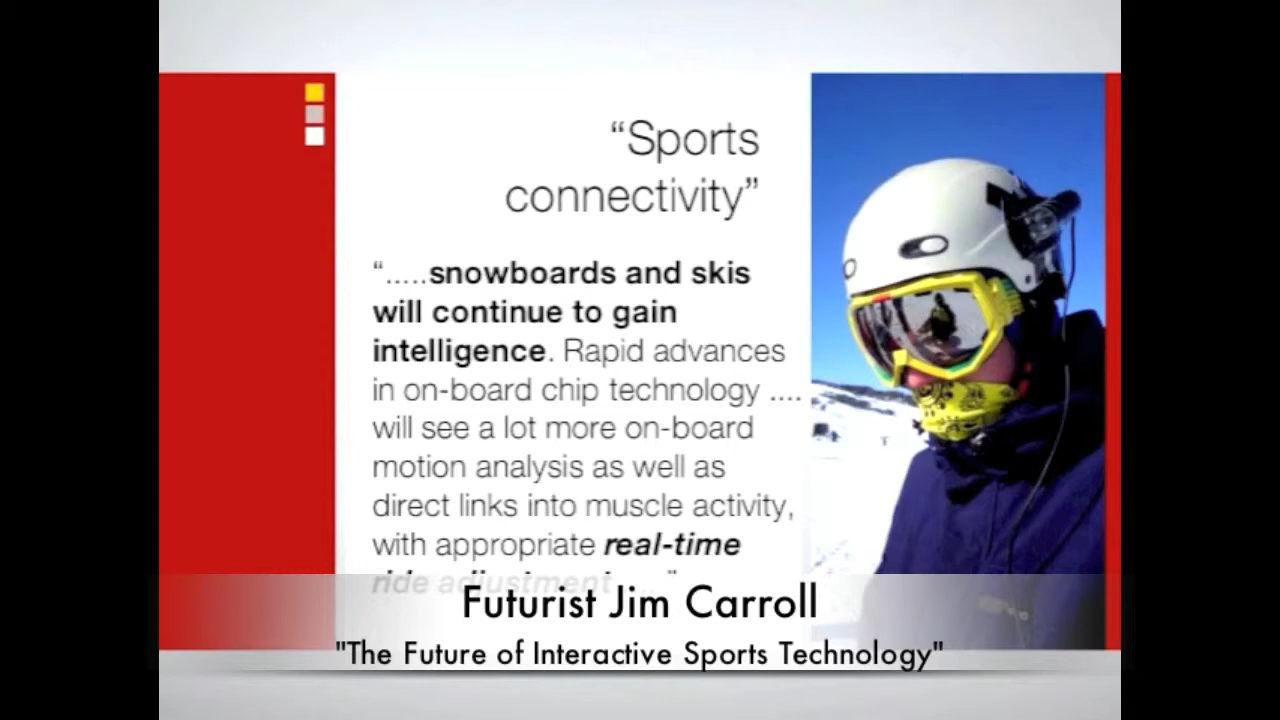 “Sports
connectivity”
“.....snowboards and skis
will continue to gain
intelligence. Rapid advances
in on-board chip technology ....
will see a lot more on-board
motion analysis as well as
direct links into muscle activity,
with appropriate real-time
ride adjustment
Futurist Jim Carroll
"The Future of Interactive Sports Technology"